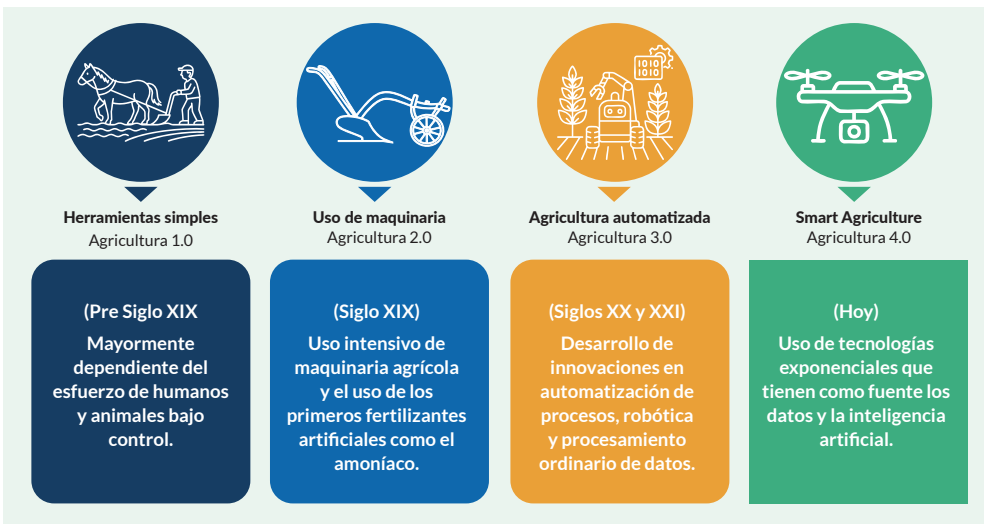 1010
1010
Herramientas simples
Agricultura 1.0
(Pre Siglo XIX
Mayormente
dependiente del
esfuerzo de humanos
y animales bajo
control.
Uso de maquinaria
Agricultura 2.0
(Siglo XIX)
Uso intensivo de
maquinaria agrícola
y el uso de los
primeros fertilizantes
artificiales como el
amoníaco.
Agricultura automatizada
Agricultura 3.0
(Siglos XX y XXI)
Desarrollo de
innovaciones en
automatización de
procesos, robótica
y procesamiento
ordinario de datos.
Smart Agriculture
Agricultura 4.0
(Hoy)
Uso de tecnologías
exponenciales que
tienen como fuente los
datos y la inteligencia
artificial.